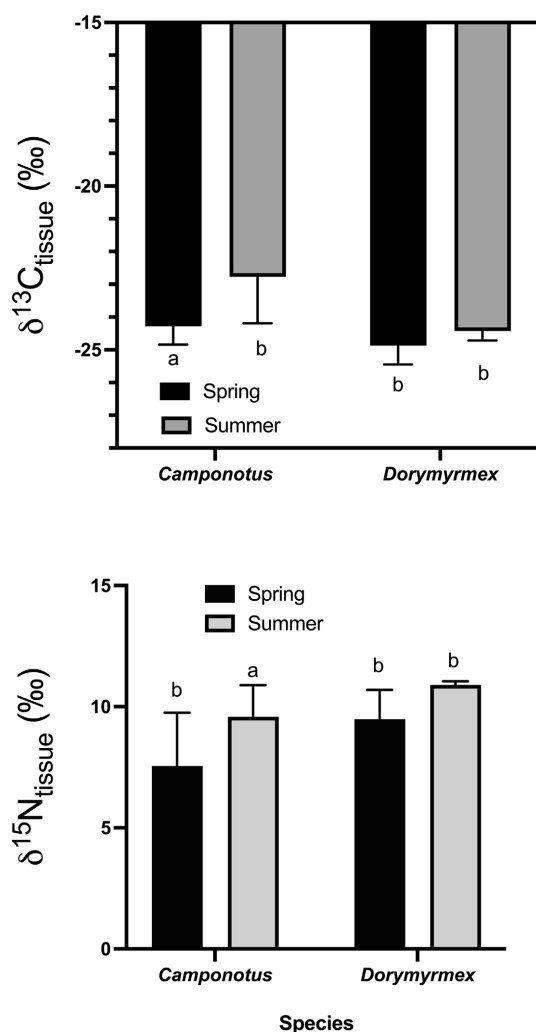 -15
-20
-25
δ13Ctissue (‰)
a
b
b
b
Spring
Summer
Camponotus
Dorymyrmex
15
10
5
0
δ15Ntissue (‰)
Spring
Summer
b
a
b
b
Camponotus
Dorymyrmex
Species